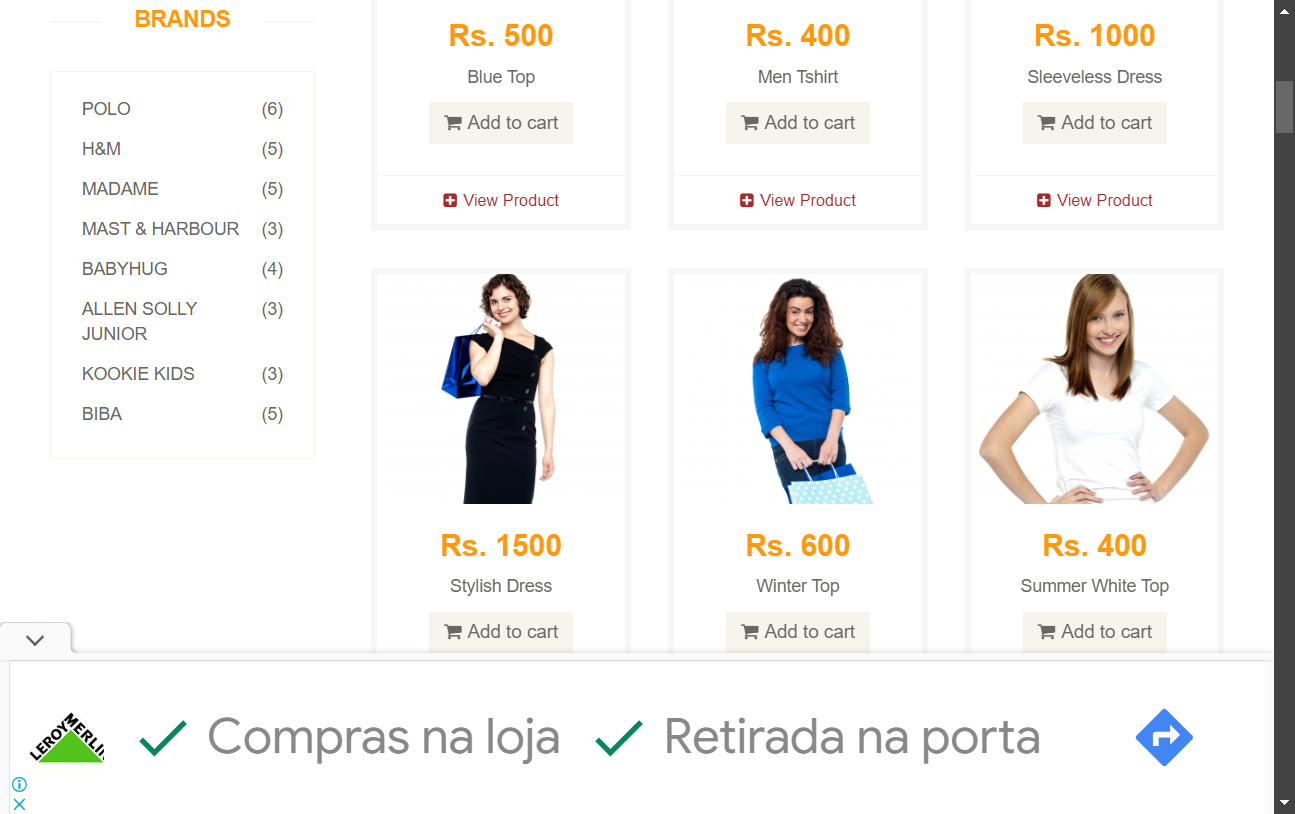 BRANDS
POLO (6)
H&M (5)
MADAME (5)
MAST & HARBOUR (3)
BABYHUG (4)
ALLEN SOLLY (3)
JUNIOR
KOOKIE KIDS (3)
BIBA (5)
Rs. 500
Blue Top
Add to cart
View Product
Rs. 400
Men Tshirt
Add to cart
View Product
Rs. 1000
Sleeveless Dress
Add to cart
View Product
Rs. 1500
Stylish Dress
Add to cart
Rs. 600
Winter Top
Add to cart
Rs. 400
Summer White Top
Add to cart
LEROY MERLIN
Compras na loja
Retirada na porta